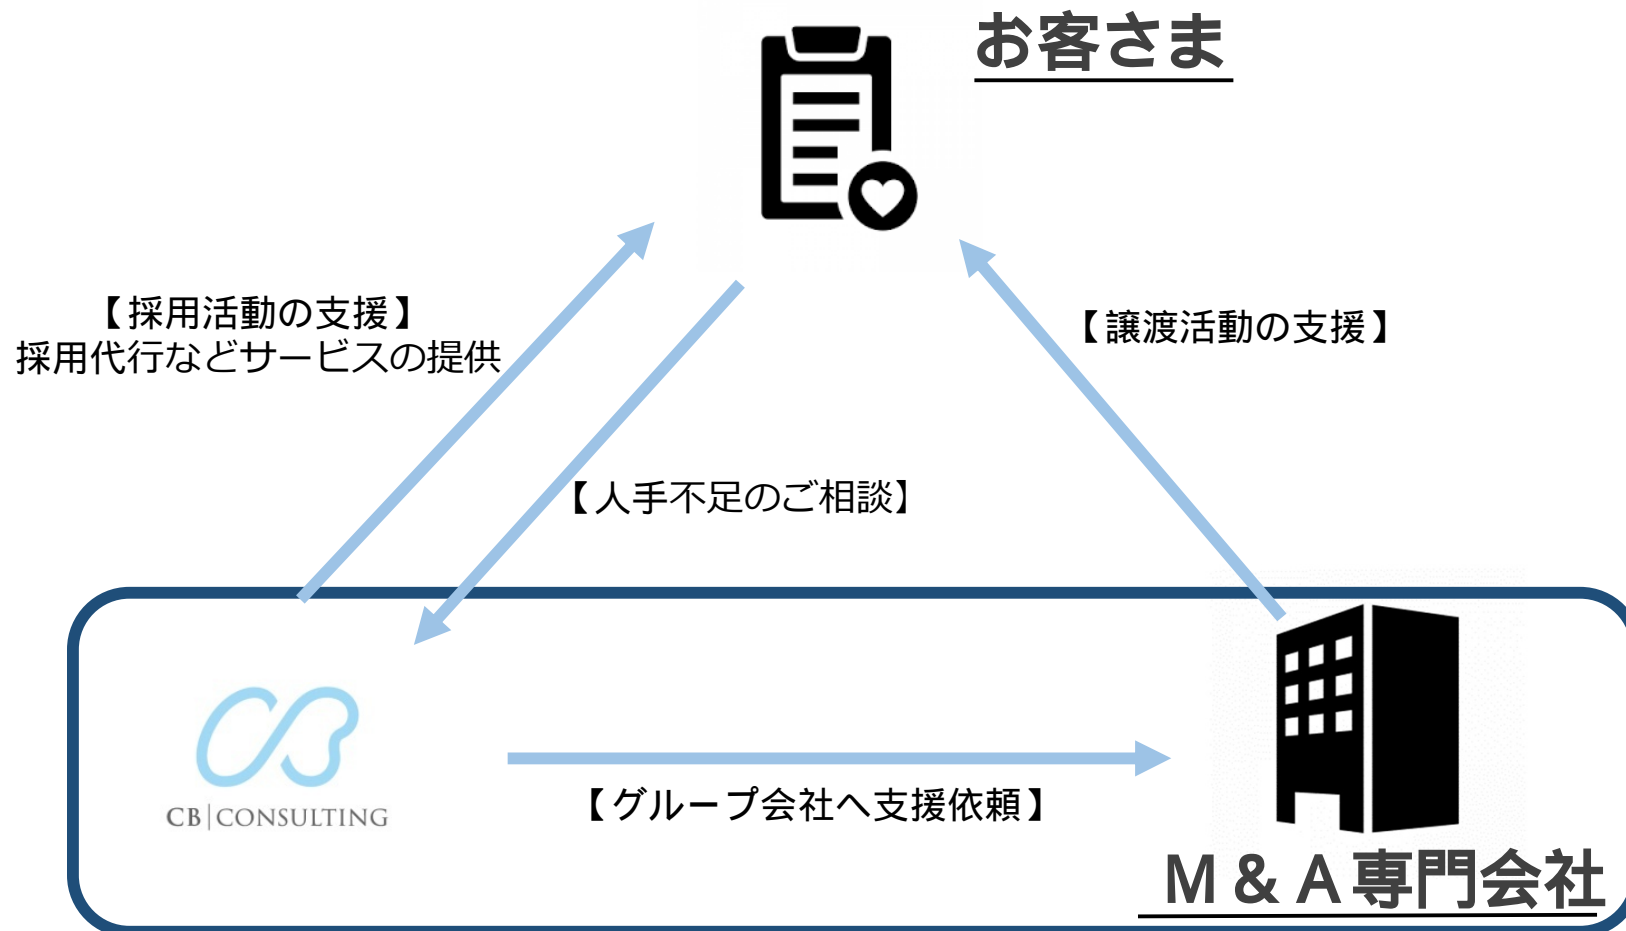 お客さま
【採用活動の支援】
採用代行などサービスの提供
【譲渡活動の支援】
【人手不足のご相談】
CB|CONSULTING
【グループ会社へ支援依頼】
M & A 専門会社